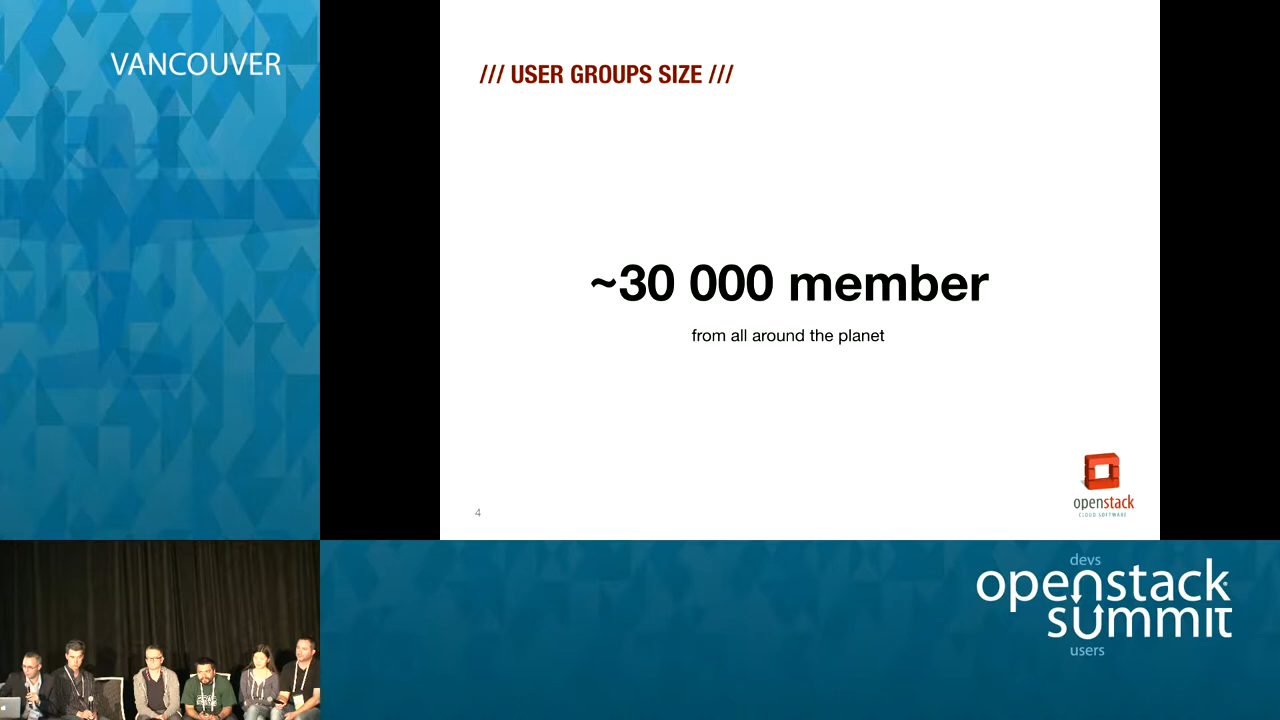 VANCOUVER
/// USER GROUPS SIZE ///
~30 000 member
from all around the planet
4
openstack
CLOUD SOFTWARE
devs
openstack
summit
users